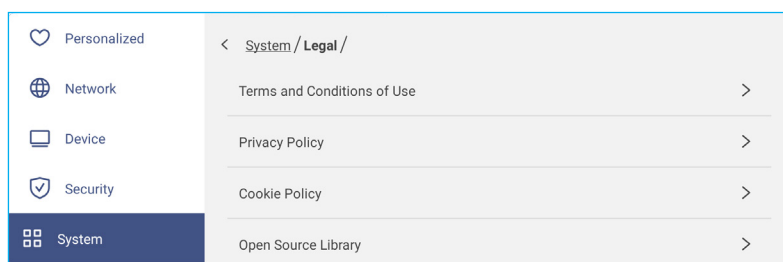 Personalized
Network
Device
Security
System
< System / Legal /
Terms and Conditions of Use
Privacy Policy
Cookie Policy
Open Source Library